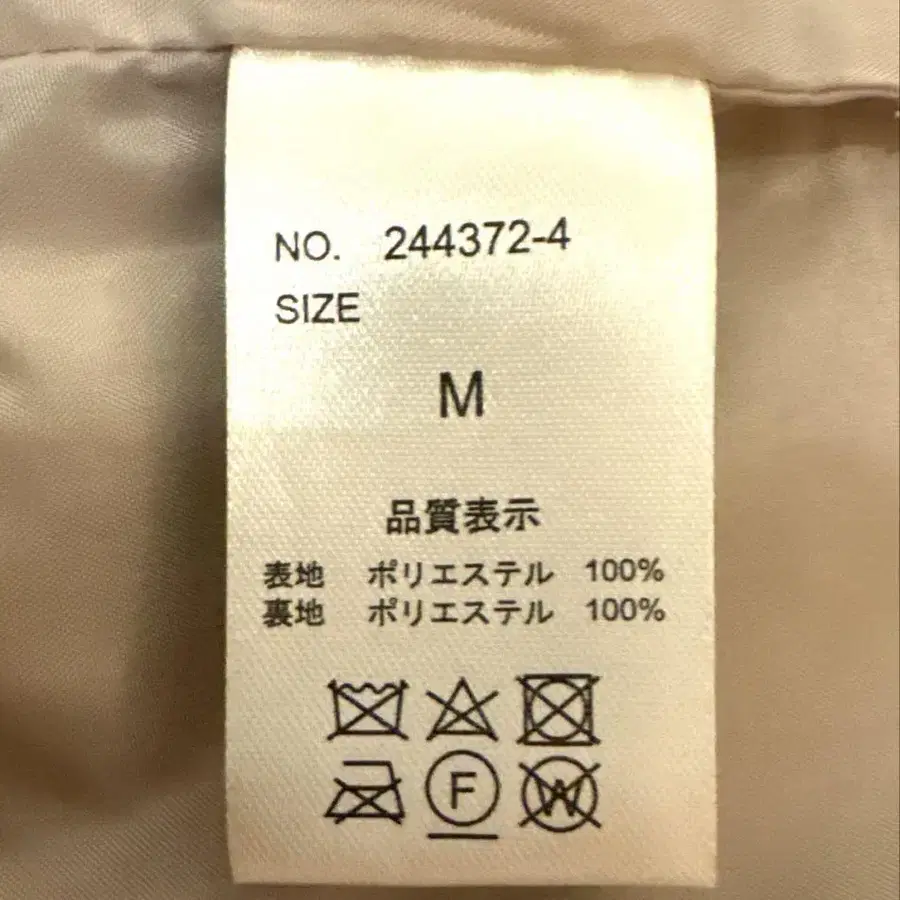 NO. 244372-4
SIZE
M
品質表示
表地 ポリエステル 100%
裏地 ポリエステル 100%
F
W